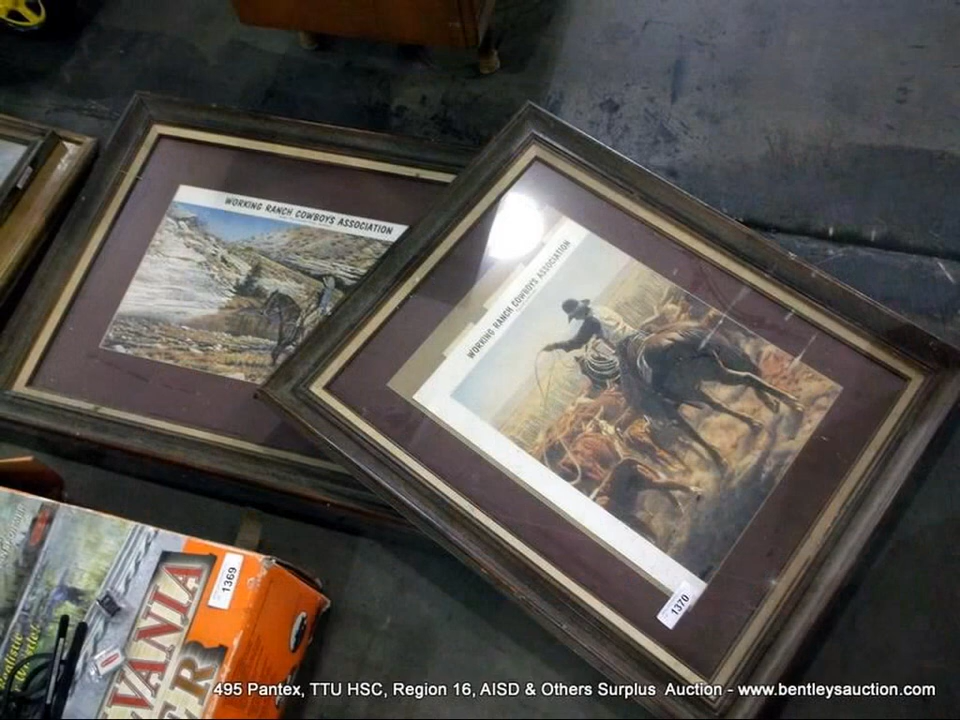 WORKING RANCH COWBOYS ASSOCIATION
WORKING RANCH COWBOYS ASSOCIATION
1370
1369
VANIA
ER
495 Pantex, TTU HSC, Region 16, AISD & Others Surplus Auction - www.bentleysauction.com